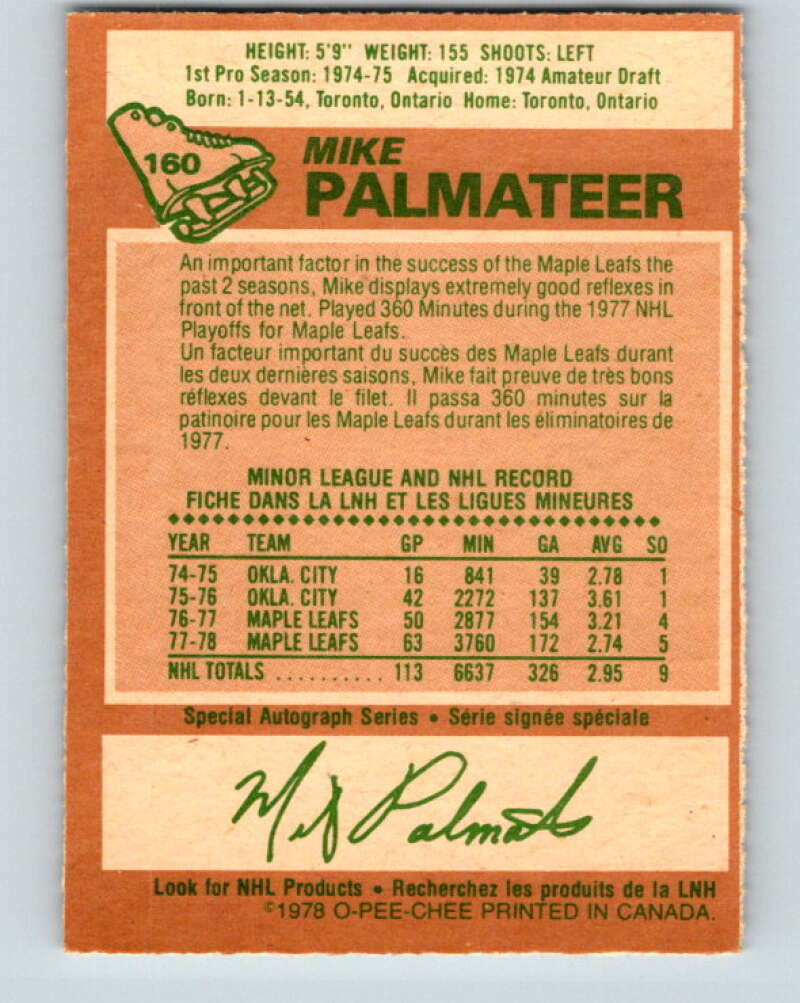 HEIGHT: 5'9" WEIGHT: 155 SHOOTS: LEFT
1st Pro Season: 1974-75 Acquired: 1974 Amateur Draft
Born: 1-13-54, Toronto, Ontario Home: Toronto, Ontario
160
MIKE
PALMATEER
An important factor in the success of the Maple Leafs the
past 2 seasons, Mike displays extremely good reflexes in
front of the net. Played 360 Minutes during the 1977 NHL
Playoffs for Maple Leafs.
Un facteur important du succès des Maple Leafs durant
les deux dernières saisons, Mike fait preuve de très bons
réflexes devant le filet. Il passa 360 minutes sur la
patinoire pour les Maple Leafs durant les éliminatoires de
1977.
MINOR LEAGUE AND NHL RECORD
FICHE DANS LA LNH ET LES LIGUES MINEURES
YEAR TEAM GP MIN GA AVG SO
74-75 OKLA. CITY 16 841 39 2.78 1
75-76 OKLA. CITY 42 2272 137 3.61 1
76-77 MAPLE LEAFS 50 2877 154 3.21 4
77-78 MAPLE LEAFS 63 3760 172 2.74 5
NHL TOTALS .......... 113 6637 326 2.95 9
Special Autograph Series • Série signée spéciale
Mike Palmateer
Look for NHL Products • Recherchez les produits de la LNH
©1978 O-PEE-CHEE PRINTED IN CANADA.